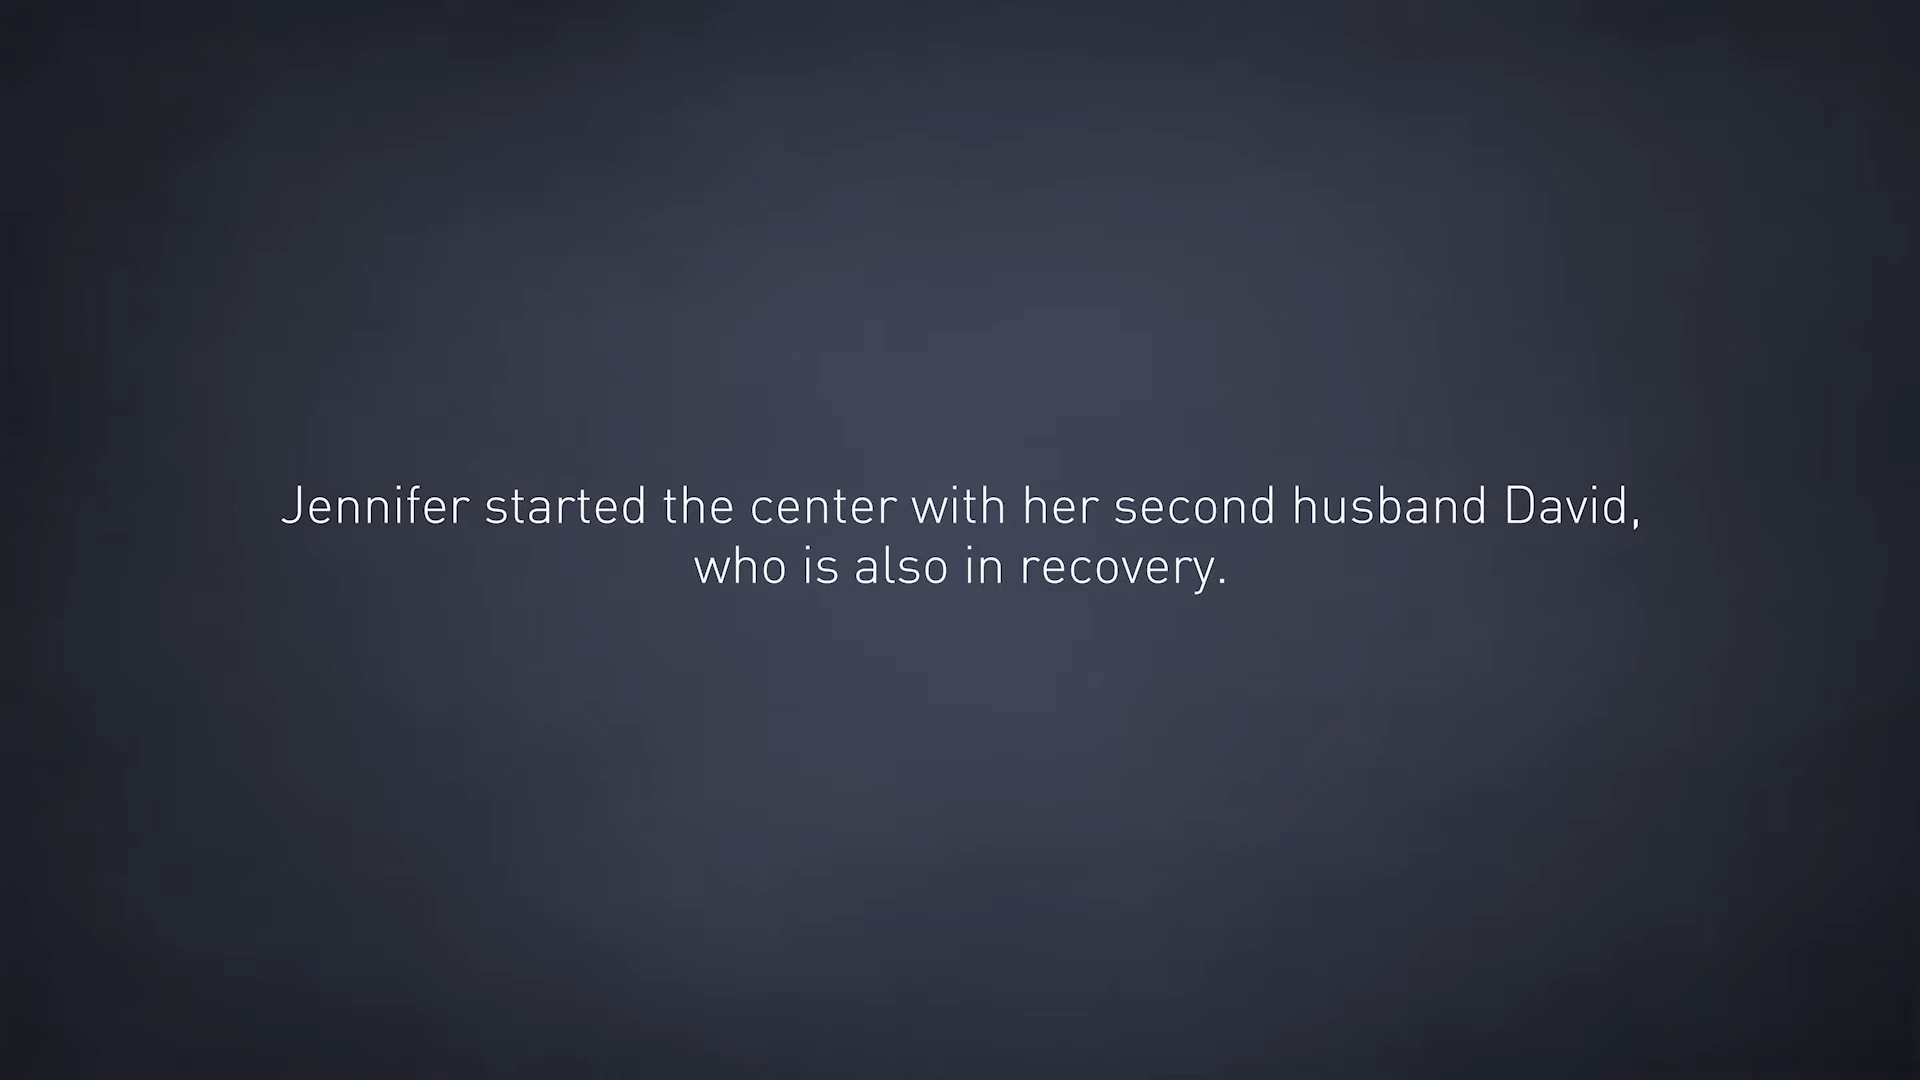 Jennifer started the center with her second husband David,
who is also in recovery.